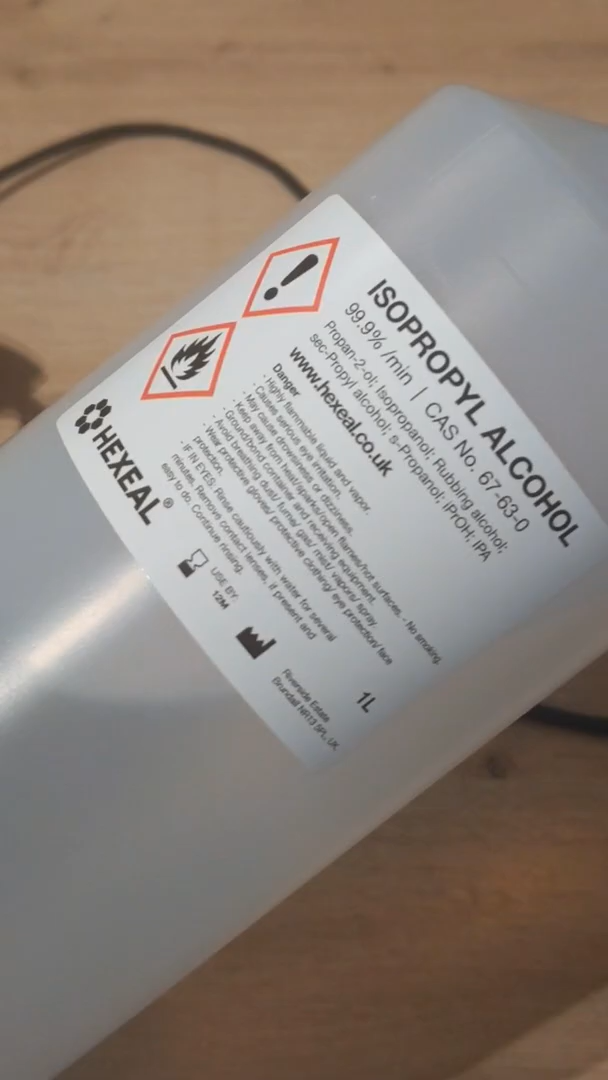 ISOPROPYL ALCOHOL
99.9% /min | CAS No. 67-63-0
Propan-2-ol; Isopropanol; Rubbing alcohol;
sec-Propyl alcohol; s-Propanol; iPrOH; iPA
www.hexeal.co.uk
Danger
- Highly flammable liquid and vapor.
- Causes serious eye irritation.
- May cause drowsiness or dizziness.
- Keep away from heat/sparks/open flames/hot surfaces. - No smoking.
- Ground/bond container and receiving equipment.
- Avoid breathing dust/ fume/ gas/ mist/ vapors/ spray.
- Wear protective gloves/ protective clothing/ eye protection/ face
protection.
- IF IN EYES: Rinse cautiously with water for several
minutes. Remove contact lenses, if present and
easy to do. Continue rinsing.
HEXEAL®
USE BY:
12M
Riverside Estate
Brundall NR13 5PL, UK
1L